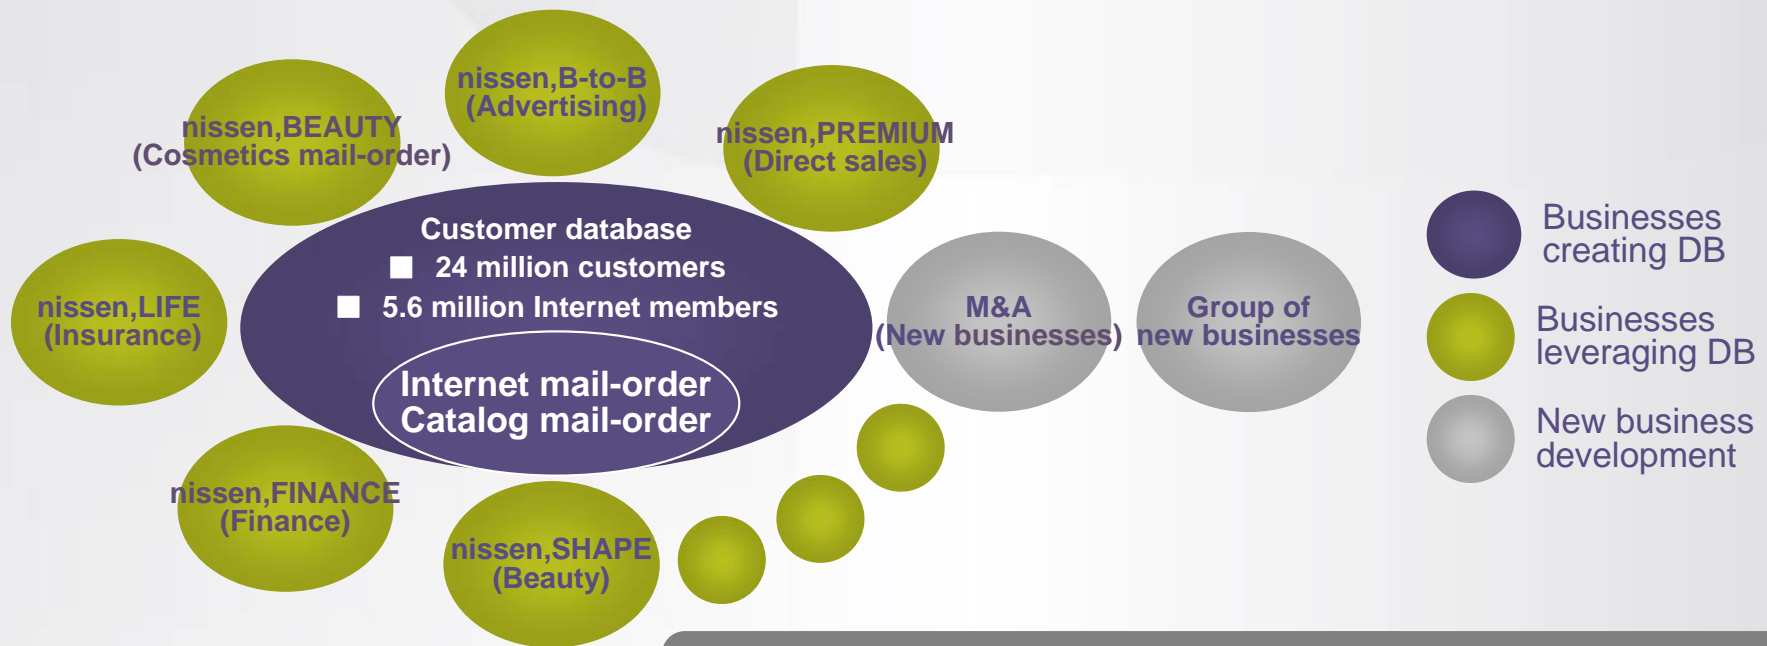 nissen,B-to-B
(Advertising)
nissen,BEAUTY
(Cosmetics mail-order)
nissen,PREMIUM
(Direct sales)
Customer database
■ 24 million customers
■ 5.6 million Internet members
Internet mail-order
Catalog mail-order
nissen,LIFE
(Insurance)
M&A
(New businesses)
Group of
new businesses
nissen,FINANCE
(Finance)
nissen,SHAPE
(Beauty)
Businesses
creating DB
Businesses
leveraging DB
New business
development